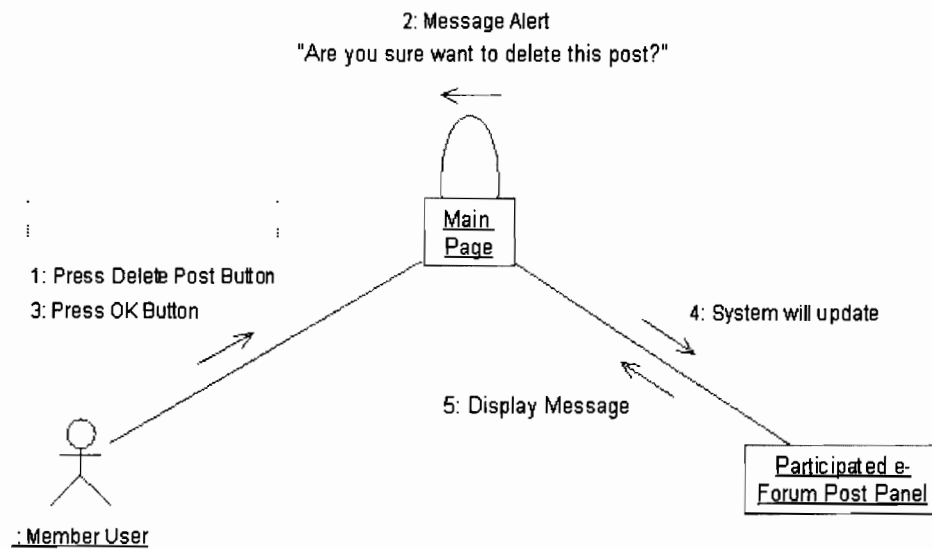 2: Message Alert
"Are you sure want to delete this post?"
Main
Page
1: Press Delete Post Button
3: Press OK Button
4: System will update
5: Display Message
Participated e-
Forum Post Panel
: Member User